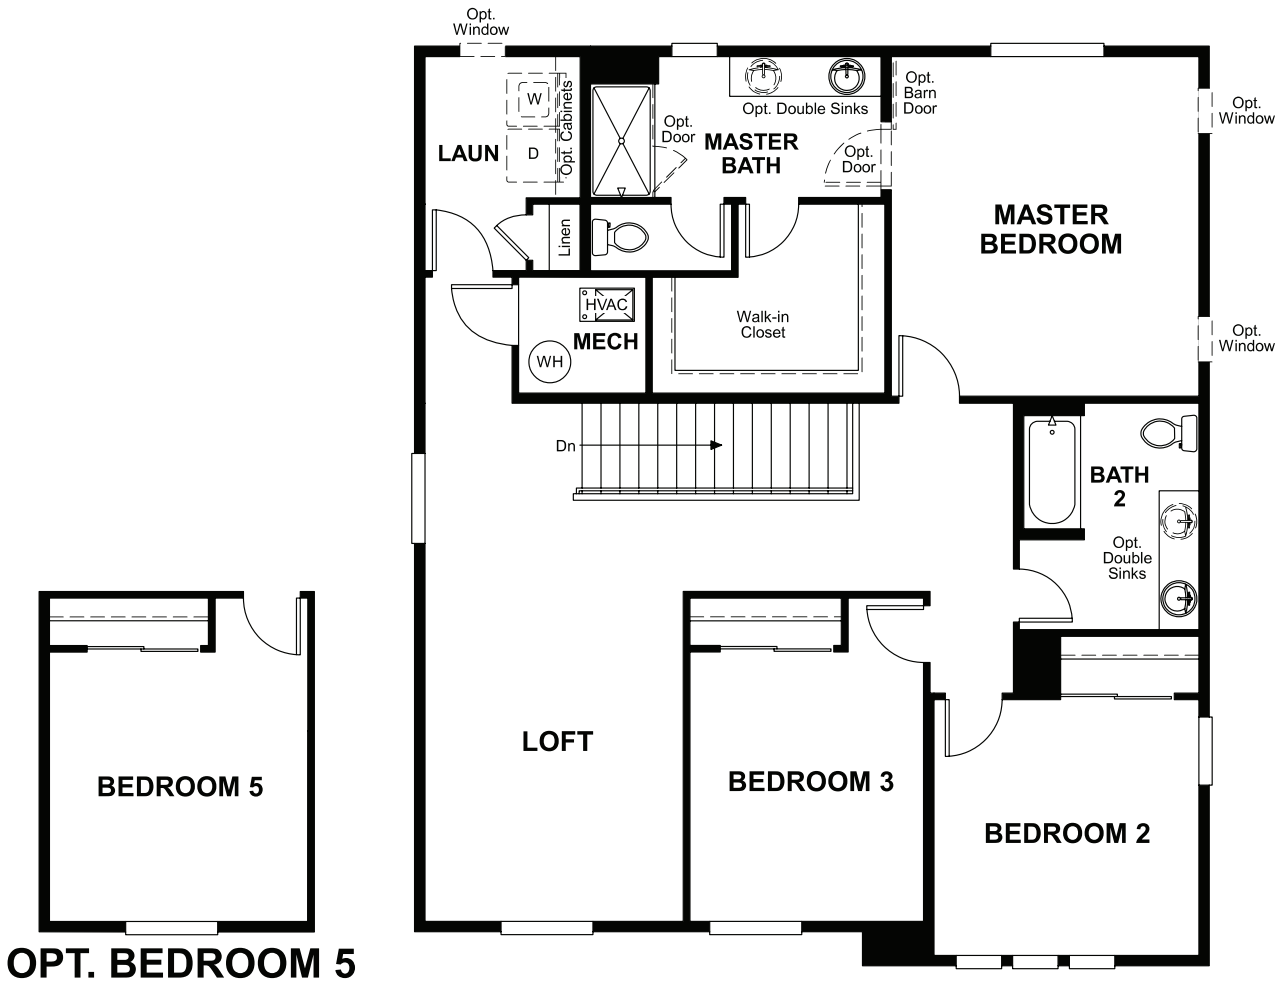 Opt.
Window
W
D
Opt. Cabinets
LAUN
Opt.
Door
Opt. Double Sinks
MASTER
BATH
Opt.
Barn
Door
Opt.
Door
Opt.
Window
MASTER
BEDROOM
Linen
HVAC
MECH
WH
Walk-in
Closet
Opt.
Window
Dn
BATH
2
Opt.
Double
Sinks
LOFT
BEDROOM 3
BEDROOM 2
BEDROOM 5
OPT. BEDROOM 5